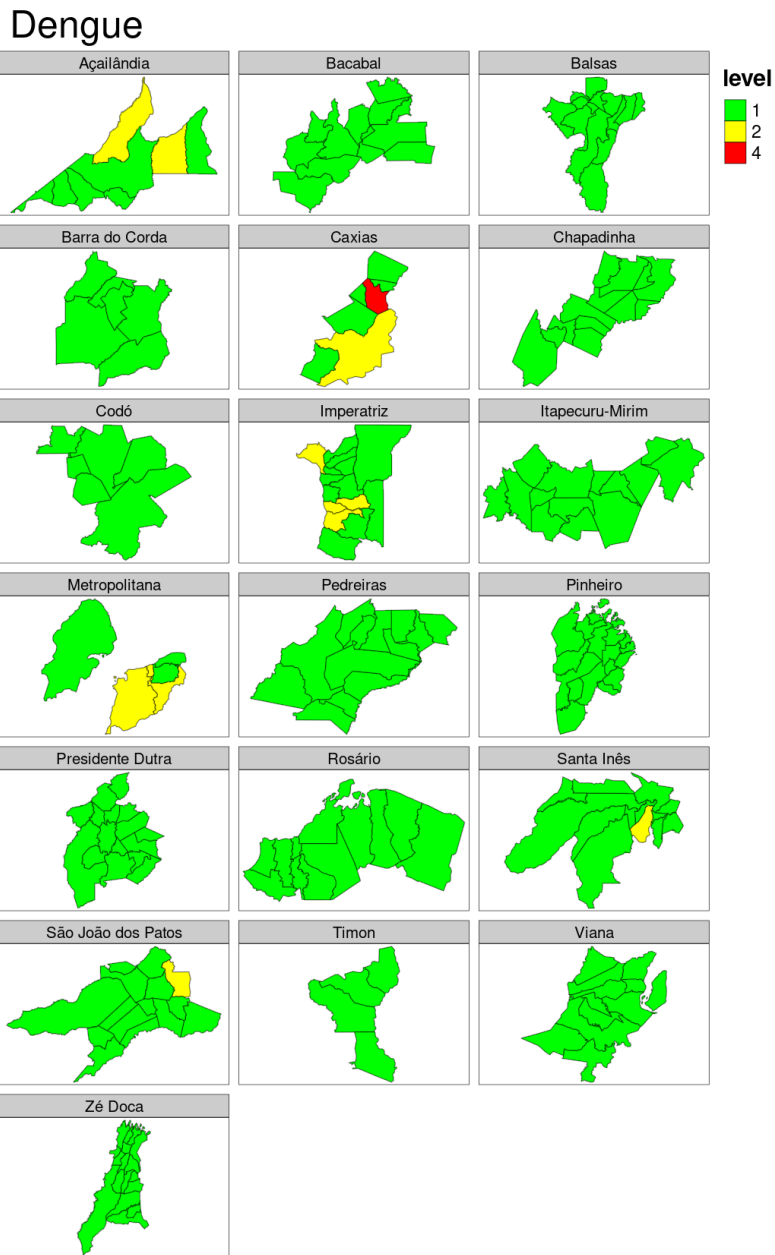 Dengue
Açailândia
Bacabal
Balsas
level
1
2
4
Barra do Corda
Caxias
Chapadinha
Codó
Imperatriz
Itapecuru-Mirim
Metropolitana
Pedreiras
Pinheiro
Presidente Dutra
Rosário
Santa Inês
São João dos Patos
Timon
Viana
Zé Doca